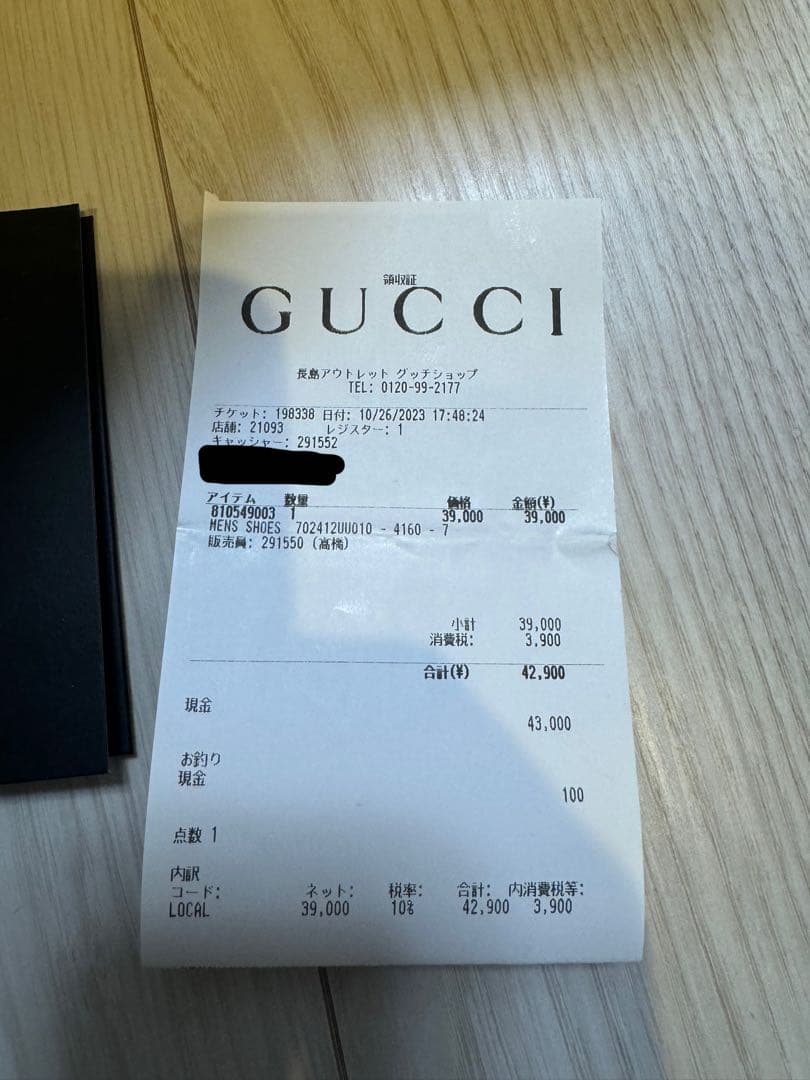 領収証
GUCCI
長島アウトレット グッチショップ
TEL: 0120-99-2177
チケット: 198338 日付: 10/26/2023 17:48:24
店舗: 21093 レジスター: 1
キャッシャー: 291552
アイテム 数量 価格 金額(¥)
810549003 1 39,000 39,000
MENS SHOES 702412UU010 - 4160 - 7
販売員: 291550 (高橋)
小計 39,000
消費税: 3,900
合計(¥) 42,900
現金
43,000
お釣り
現金
100
点数 1
内訳
コード: ネット: 税率: 合計: 内消費税等:
LOCAL 39,000 10% 42,900 3,900